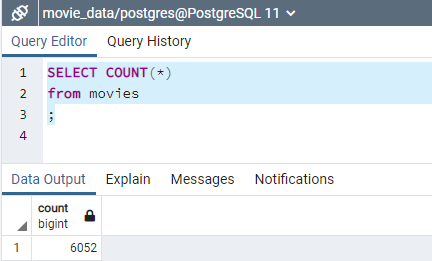 movie_data/postgres@PostgreSQL 11
Query Editor Query History
1 SELECT COUNT(*)
2 from movies
3 ;
4
Data Output Explain Messages Notifications
count
bigint
1 6052